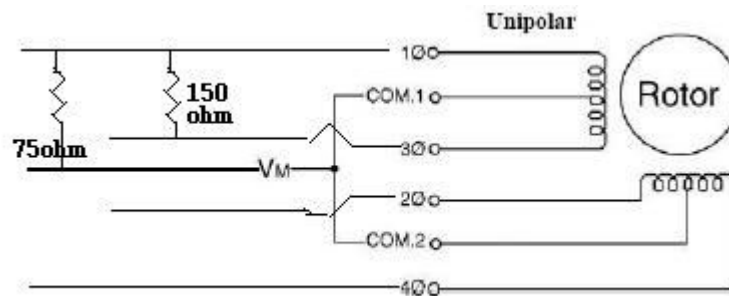 Unipolar
1Ø
150
ohm
COM.1
Rotor
75ohm
3Ø
VM
2Ø
COM.2
4Ø